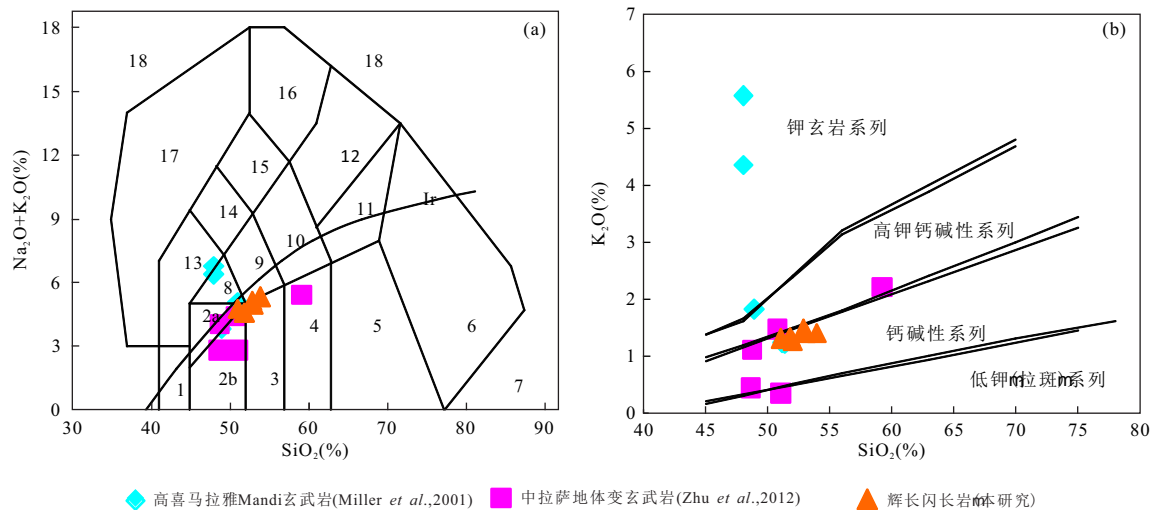 (a)
Na₂O+K₂O(%)
18
15
12
9
6
3
0
30 40 50 60 70 80 90
SiO₂(%)
18
18
16
17
15
12
14
11
Ir
10
13
9
8
2a
4
5
6
1
2b
3
7
(b)
K₂O(%)
7
6
5
4
3
2
1
0
40 45 50 55 60 65 70 75 80
SiO₂(%)
钾玄岩系列
高钾钙碱性系列
钙碱性系列
低钾(拉斑)系列
高喜马拉雅Mandi玄武岩(Miller et al.,2001) 中拉萨地体变玄武岩(Zhu et al.,2012) 辉长闪长岩(本研究)